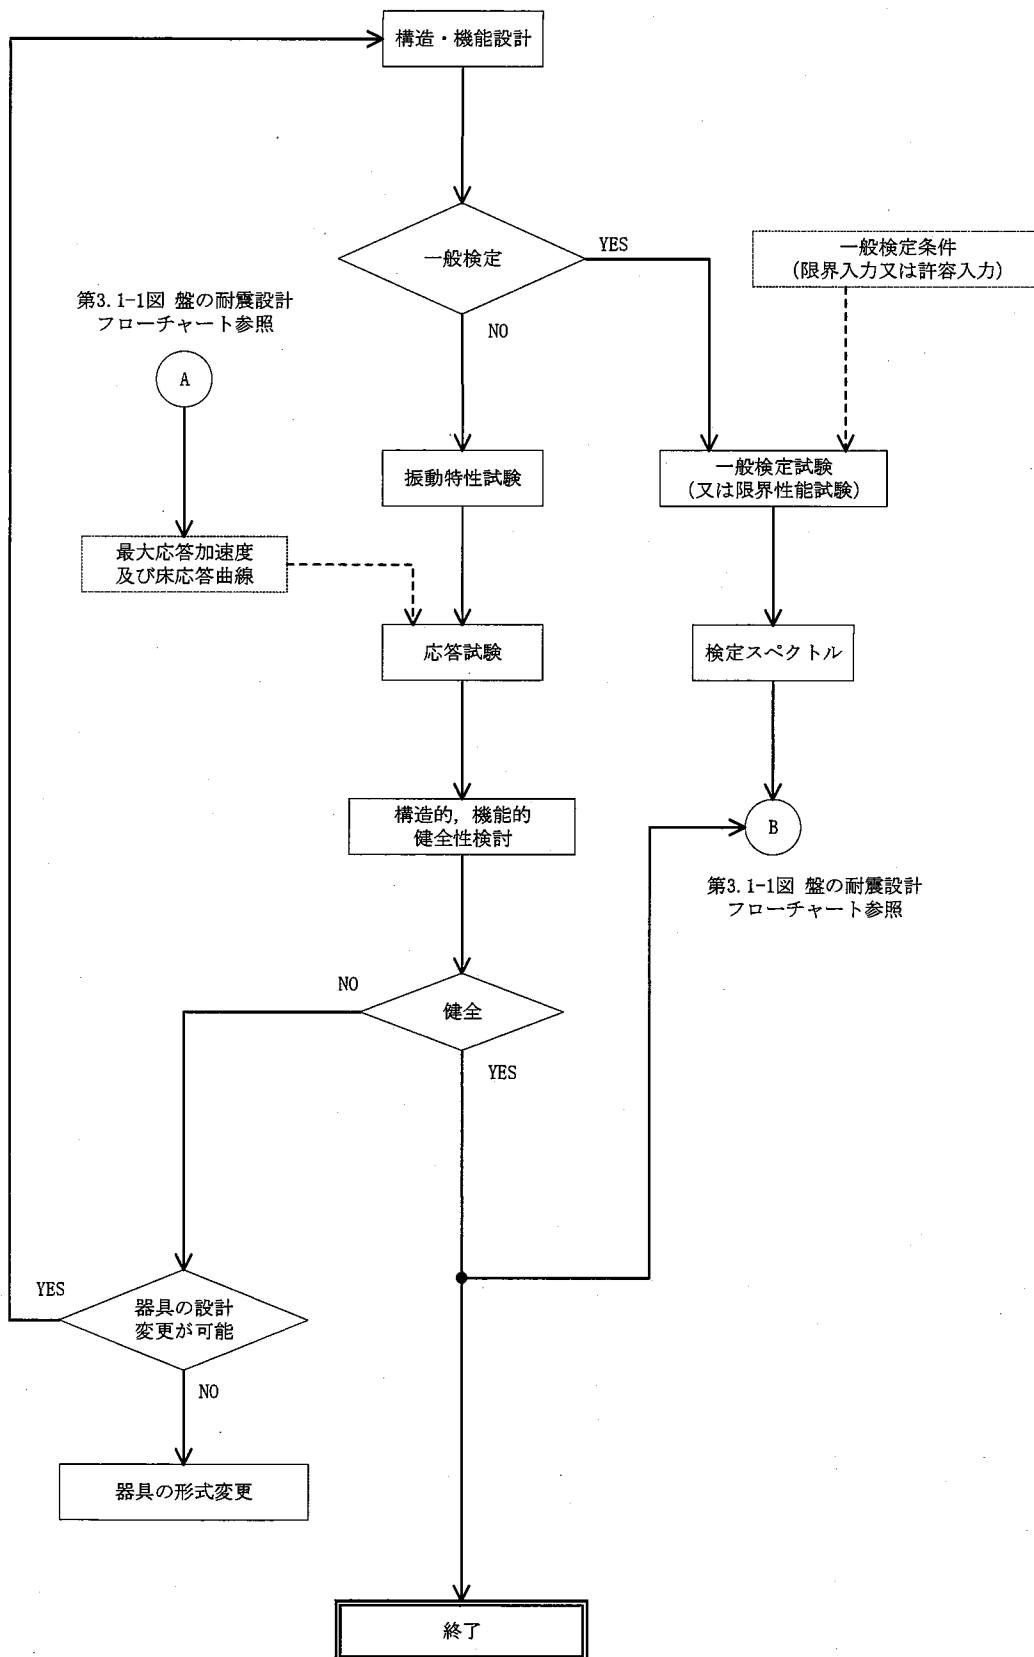 構造・機能設計
一般検定
YES
NO
一般検定条件
(限界入力又は許容入力)
第3.1-1図 盤の耐震設計
フローチャート参照
A
振動特性試験
一般検定試験
(又は限界性能試験)
最大応答加速度
及び床応答曲線
応答試験
検定スペクトル
構造的，機能的
健全性検討
B
第3.1-1図 盤の耐震設計
フローチャート参照
NO
健全
YES
YES
器具の設計
変更が可能
NO
器具の形式変更
終了